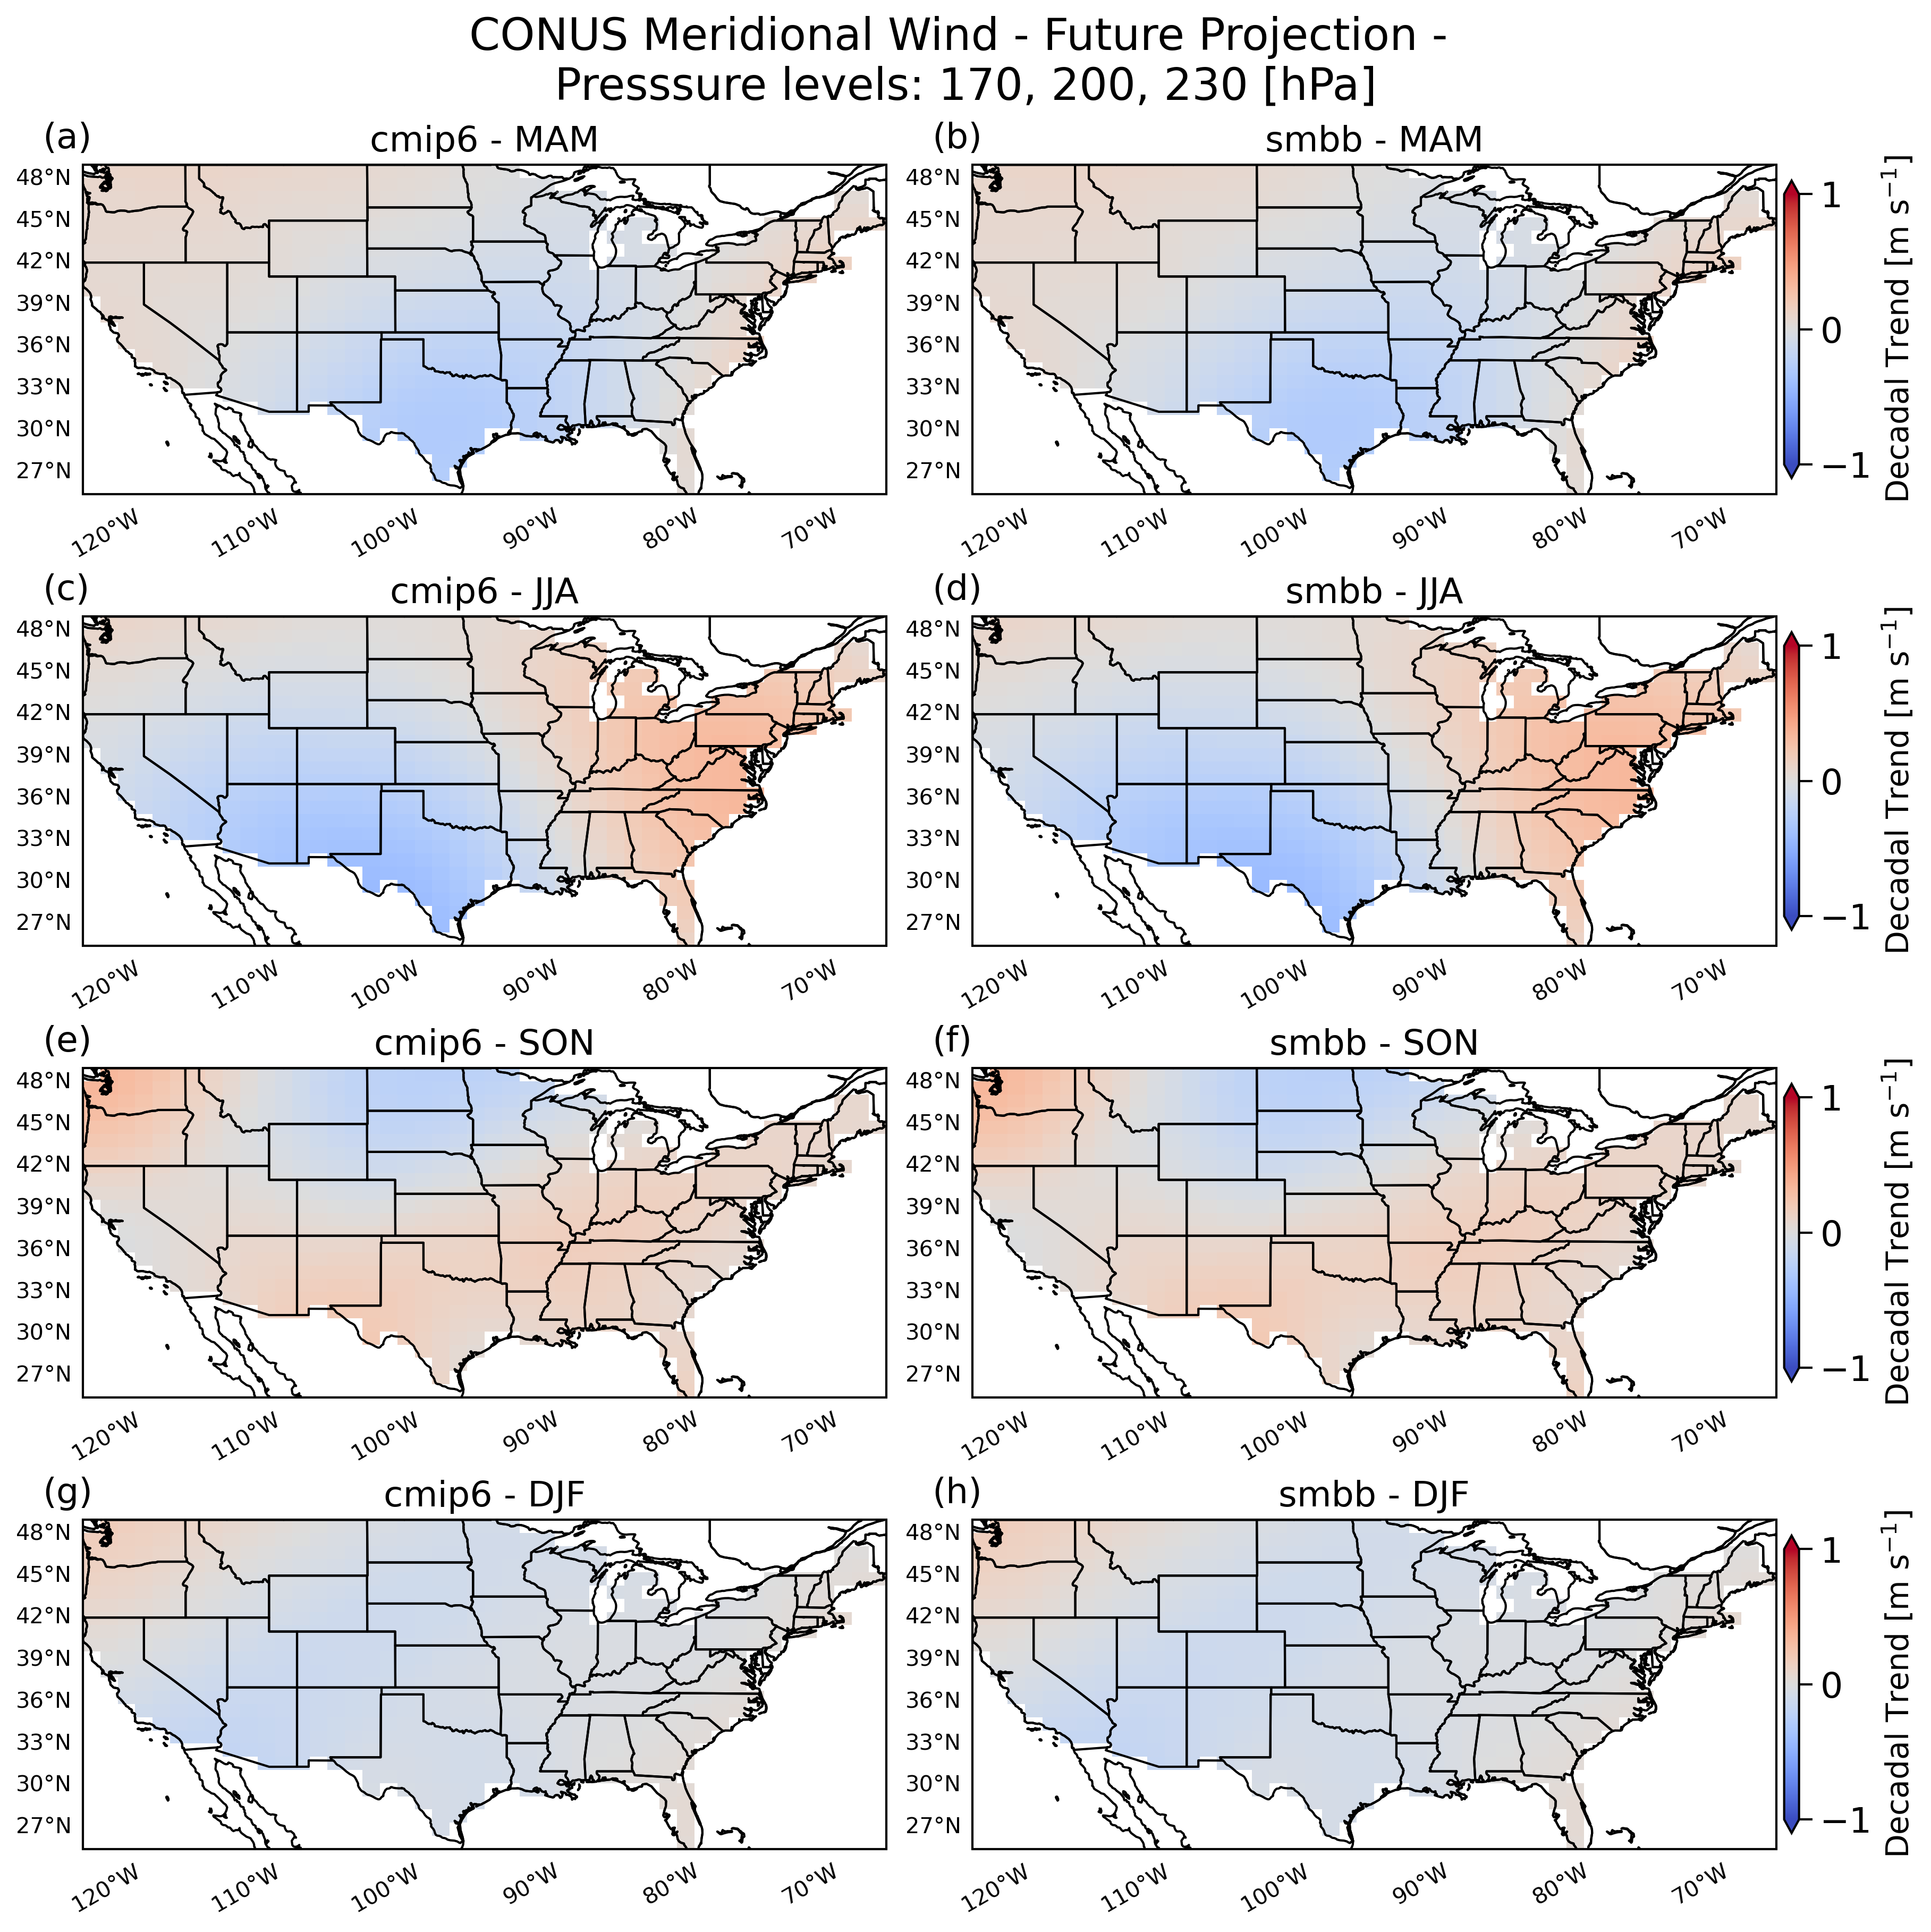 CONUS Meridional Wind - Future Projection -
Presssure levels: 170, 200, 230 [hPa]
(a) cmip6 - MAM
48°N
45°N
42°N
39°N
36°N
33°N
30°N
27°N
120°W 110°W 100°W 90°W 80°W 70°W
(b) smbb - MAM
48°N
45°N
42°N
39°N
36°N
33°N
30°N
27°N
120°W 110°W 100°W 90°W 80°W 70°W
1
0
−1
Decadal Trend [m s⁻¹]
(c) cmip6 - JJA
48°N
45°N
42°N
39°N
36°N
33°N
30°N
27°N
120°W 110°W 100°W 90°W 80°W 70°W
(d) smbb - JJA
48°N
45°N
42°N
39°N
36°N
33°N
30°N
27°N
120°W 110°W 100°W 90°W 80°W 70°W
1
0
−1
Decadal Trend [m s⁻¹]
(e) cmip6 - SON
48°N
45°N
42°N
39°N
36°N
33°N
30°N
27°N
120°W 110°W 100°W 90°W 80°W 70°W
(f) smbb - SON
48°N
45°N
42°N
39°N
36°N
33°N
30°N
27°N
120°W 110°W 100°W 90°W 80°W 70°W
1
0
−1
Decadal Trend [m s⁻¹]
(g) cmip6 - DJF
48°N
45°N
42°N
39°N
36°N
33°N
30°N
27°N
120°W 110°W 100°W 90°W 80°W 70°W
(h) smbb - DJF
48°N
45°N
42°N
39°N
36°N
33°N
30°N
27°N
120°W 110°W 100°W 90°W 80°W 70°W
1
0
−1
Decadal Trend [m s⁻¹]